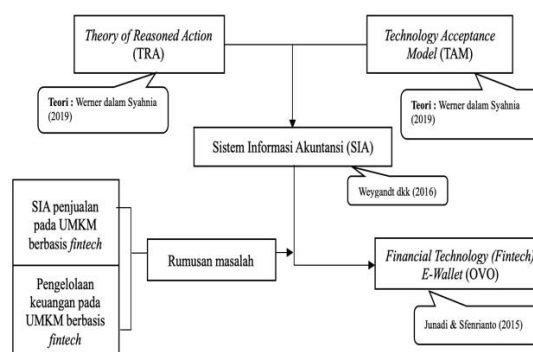 Theory of Reasoned Action
(TRA)
Technology Acceptance
Model (TAM)
Teori : Werner dalam Syahnia
(2019)
Teori : Werner dalam Syahnia
(2019)
Sistem Informasi Akuntansi (SIA)
Weygandt dkk (2016)
SIA penjualan
pada UMKM
berbasis fintech
Rumusan masalah
Pengelolaan
keuangan pada
UMKM berbasis
fintech
Financial Technology (Fintech)
E-Wallet (OVO)
Junadi & Sfenrianto (2015)